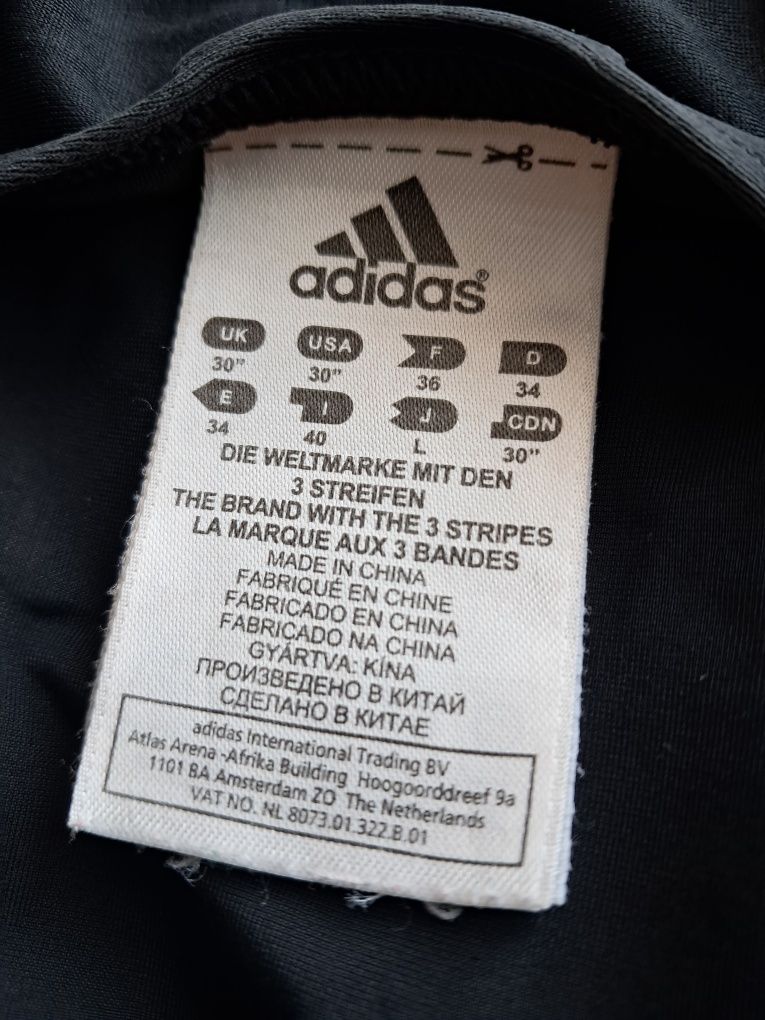 adidas®
UK USA F D
30" 30" 36 34
E I J CDN
34 40 L 30"
DIE WELTMARKE MIT DEN
3 STREIFEN
THE BRAND WITH THE 3 STRIPES
LA MARQUE AUX 3 BANDES
MADE IN CHINA
FABRIQUÉ EN CHINE
FABRICADO EN CHINA
FABRICADO NA CHINA
GYÁRTVA: KÍNA
ПРОИЗВЕДЕНО В КИТАЙ
СДЕЛАНО В КИТАЕ
adidas International Trading BV
Atlas Arena -Afrika Building Hoogoorddreef 9a
1101 BA Amsterdam ZO The Netherlands
VAT NO. NL 8073.01.322.B.01